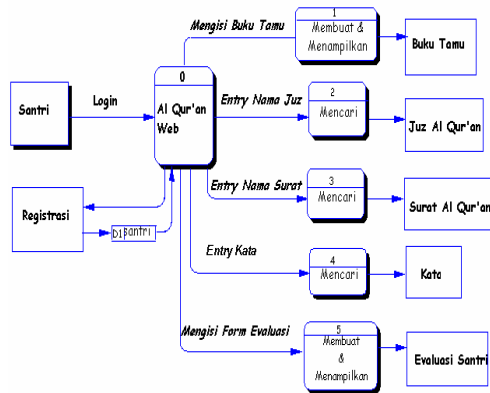 Mengisi Buku Tamu
1
Membuat &
Menampilkan
Buku Tamu
Santri
Login
0
Al Qur'an
Web
Entry Nama Juz
2
Mencari
Juz Al Qur'an
Registrasi
D1 santri
Entry Nama Surat
3
Mencari
Surat Al Qur'an
Entry Kata
4
Mencari
Kata
Mengisi Form Evaluasi
5
Membuat
&
Menampilkan
Evaluasi Santri